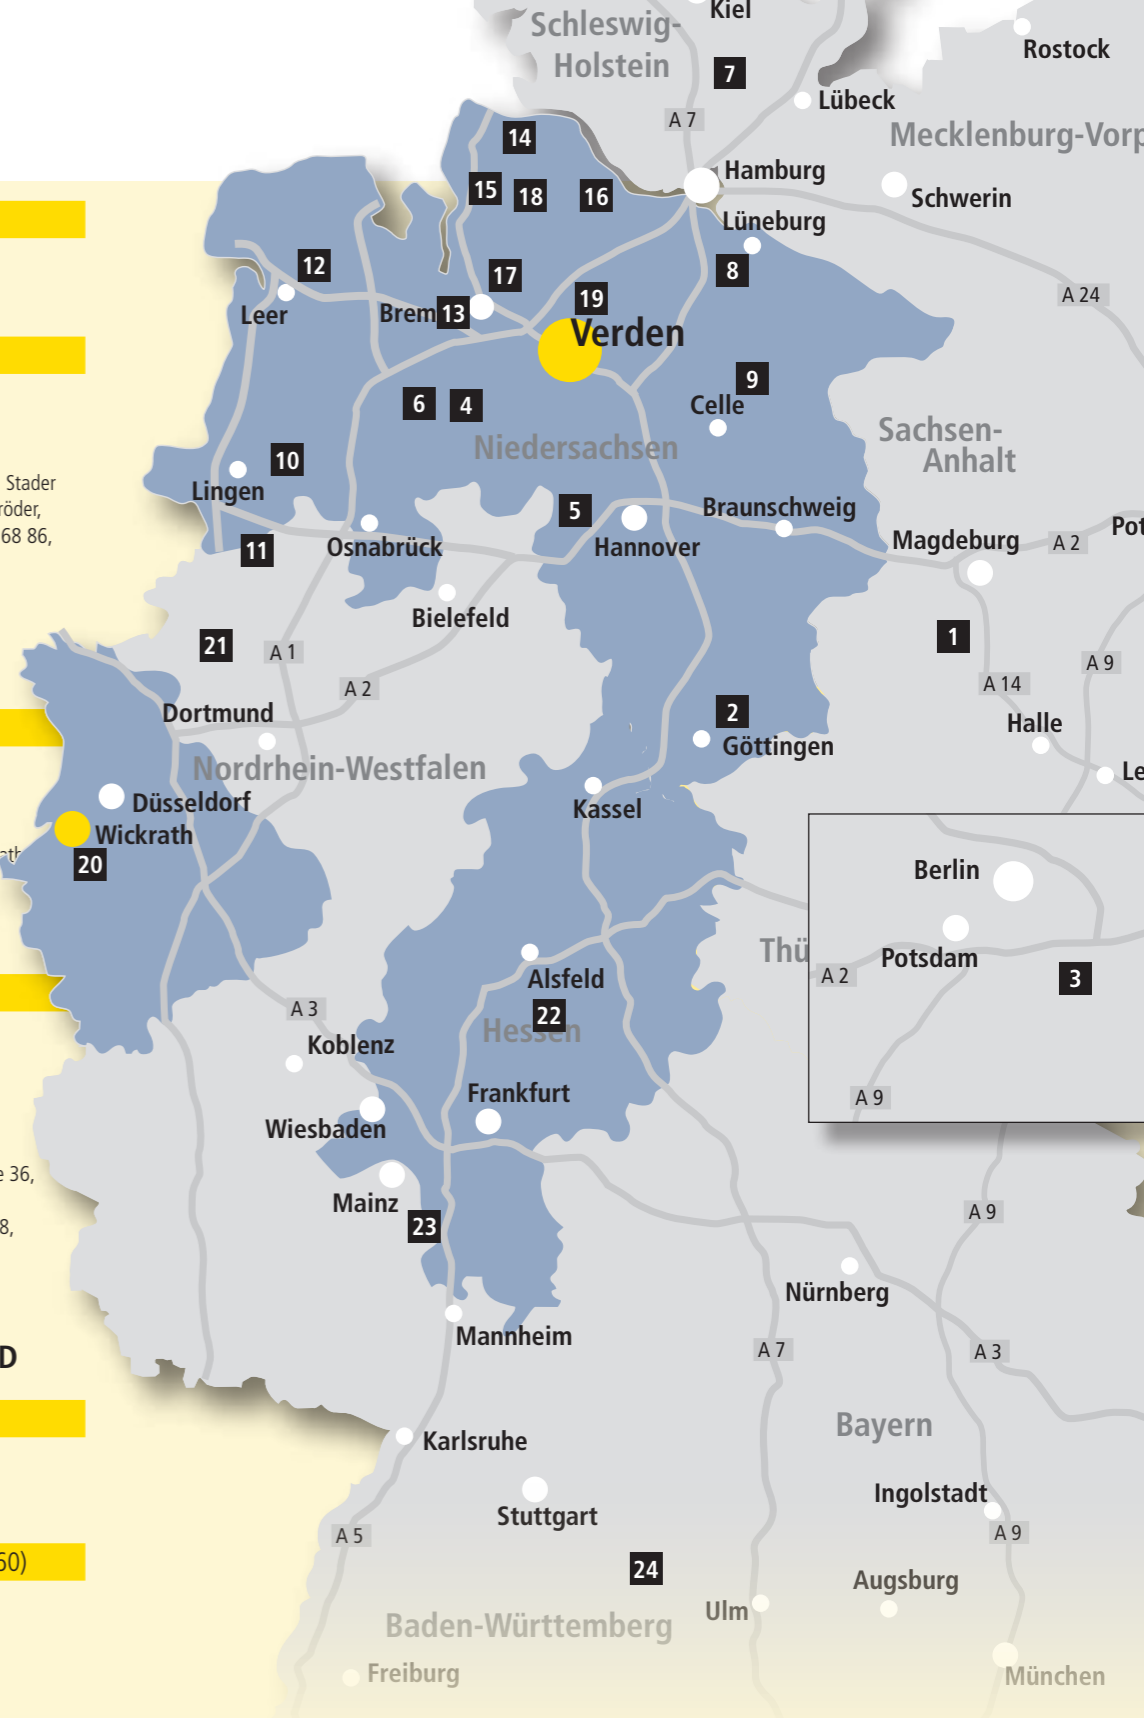 Kiel
Schleswig-
Holstein
Rostock
7
Lübeck
A 7
Mecklenburg-Vorp
14
Hamburg
15
18
16
Schwerin
Lüneburg
12
17
8
19
A 24
Leer
Brem
13
Verden
9
6
4
Celle
Niedersachsen
Sachsen-
Anhalt
10
Stader
Lingen
röder,
5
Braunschweig
68 86,
Pot
11
Osnabrück
Hannover
Magdeburg
A 2
Bielefeld
21
A 1
1
A 9
A 2
A 14
Dortmund
2
Halle
Göttingen
Nordrhein-Westfalen
Le
Düsseldorf
Kassel
Wickrath
20
Berlin
Thü
Potsdam
A 2
3
Alsfeld
A 3
22
Hessen
Koblenz
Frankfurt
A 9
Wiesbaden
e 36,
Mainz
A 9
8,
23
Nürnberg
Mannheim
D
A 7
A 3
Bayern
Karlsruhe
Ingolstadt
Stuttgart
A 5
A 9
60)
24
Augsburg
Ulm
Baden-Württemberg
Freiburg
München